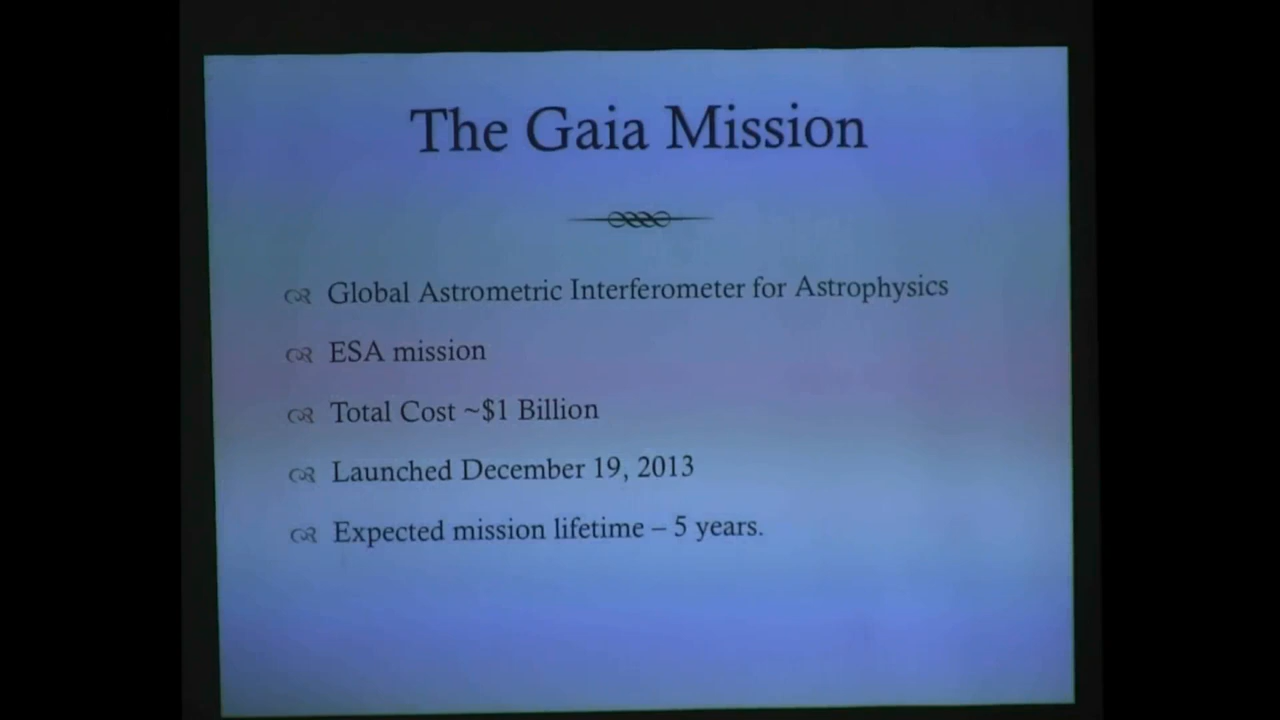 The Gaia Mission
Global Astrometric Interferometer for Astrophysics
ESA mission
Total Cost ~$1 Billion
Launched December 19, 2013
Expected mission lifetime – 5 years.